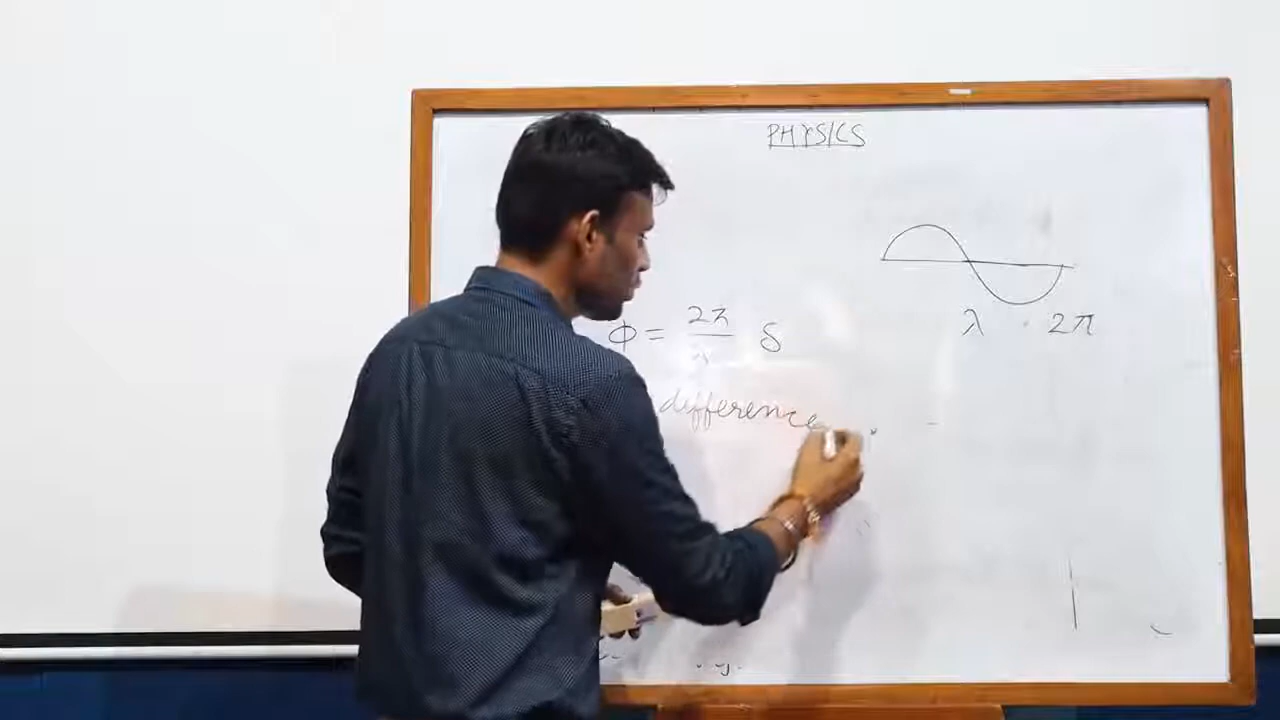 PHYSICS
λ 2π
Φ = 2π δ
difference